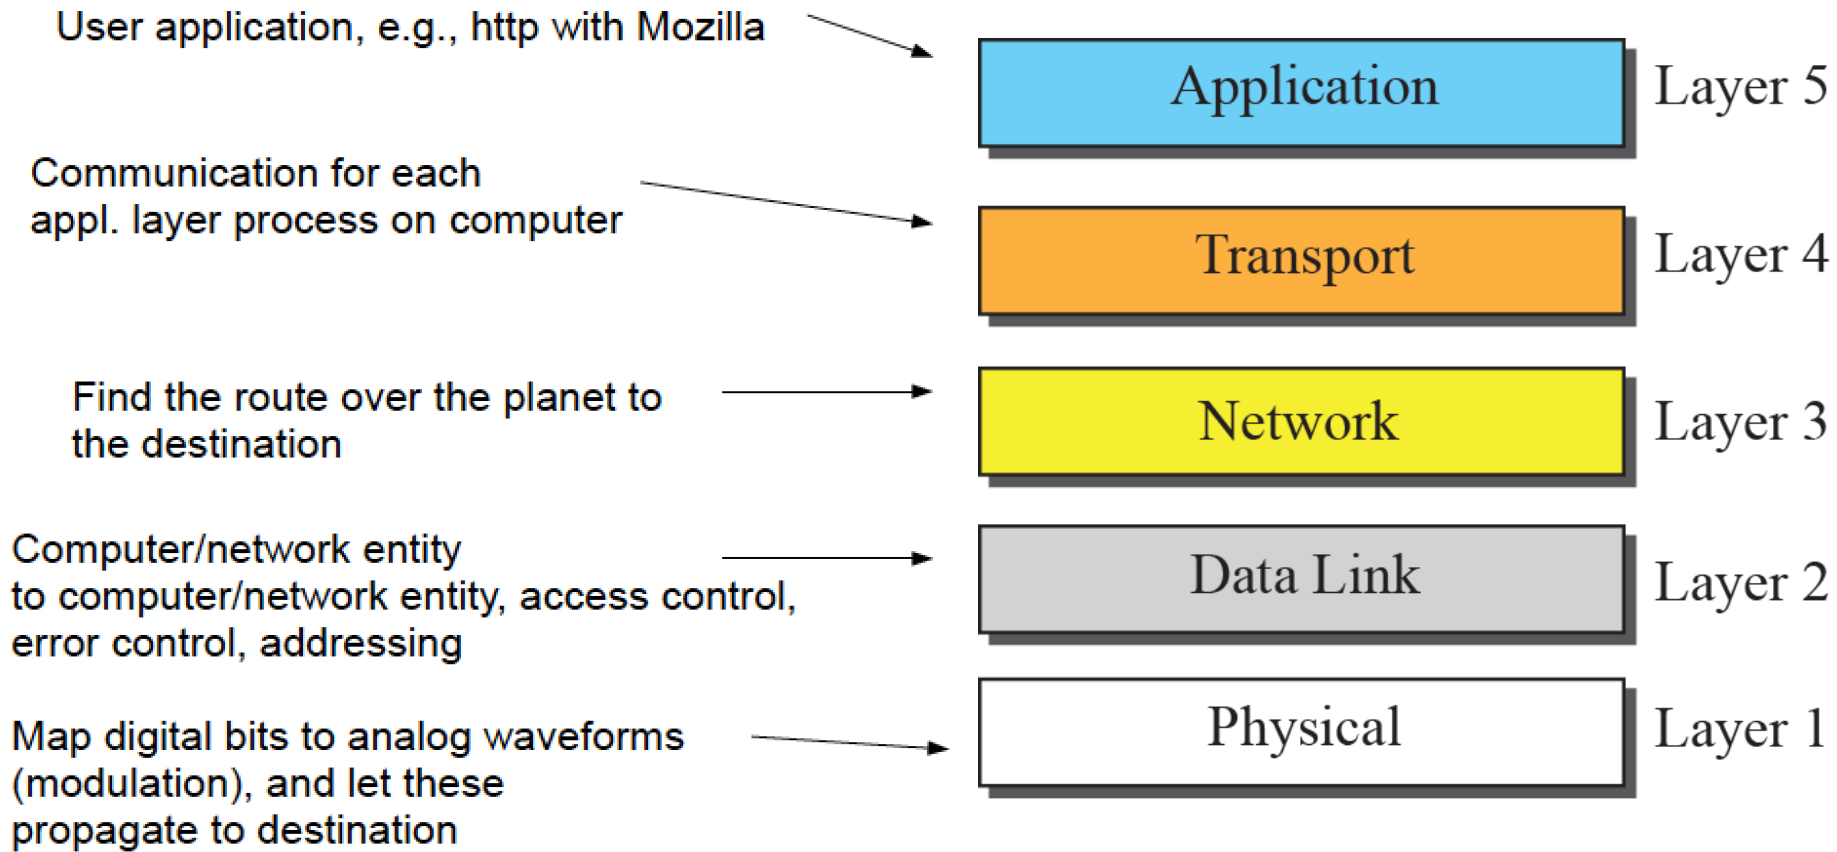 User application, e.g., http with Mozilla
Application
Layer 5
Communication for each
appl. layer process on computer
Transport
Layer 4
Find the route over the planet to
the destination
Network
Layer 3
Computer/network entity
to computer/network entity, access control,
error control, addressing
Data Link
Layer 2
Map digital bits to analog waveforms
(modulation), and let these
propagate to destination
Physical
Layer 1